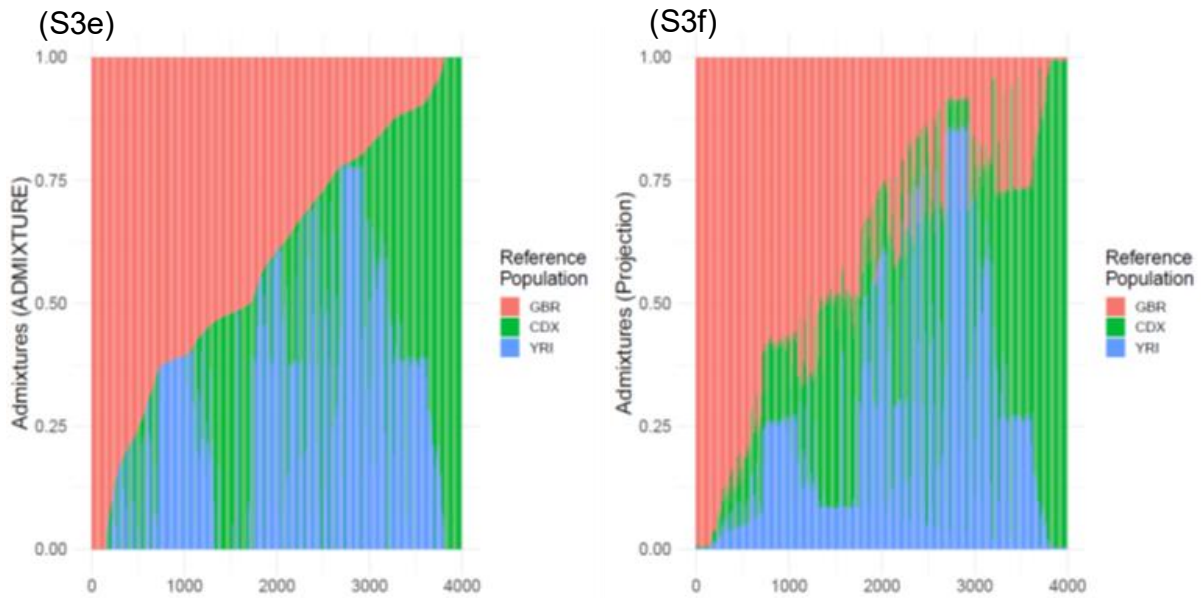 (S3e)
1.00
0.75
0.50
0.25
0.00
Admixtures (ADMIXTURE)
0 1000 2000 3000 4000
Reference
Population
GBR
CDX
YRI
(S3f)
1.00
0.75
0.50
0.25
0.00
Admixtures (Projection)
0 1000 2000 3000 4000
Reference
Population
GBR
CDX
YRI